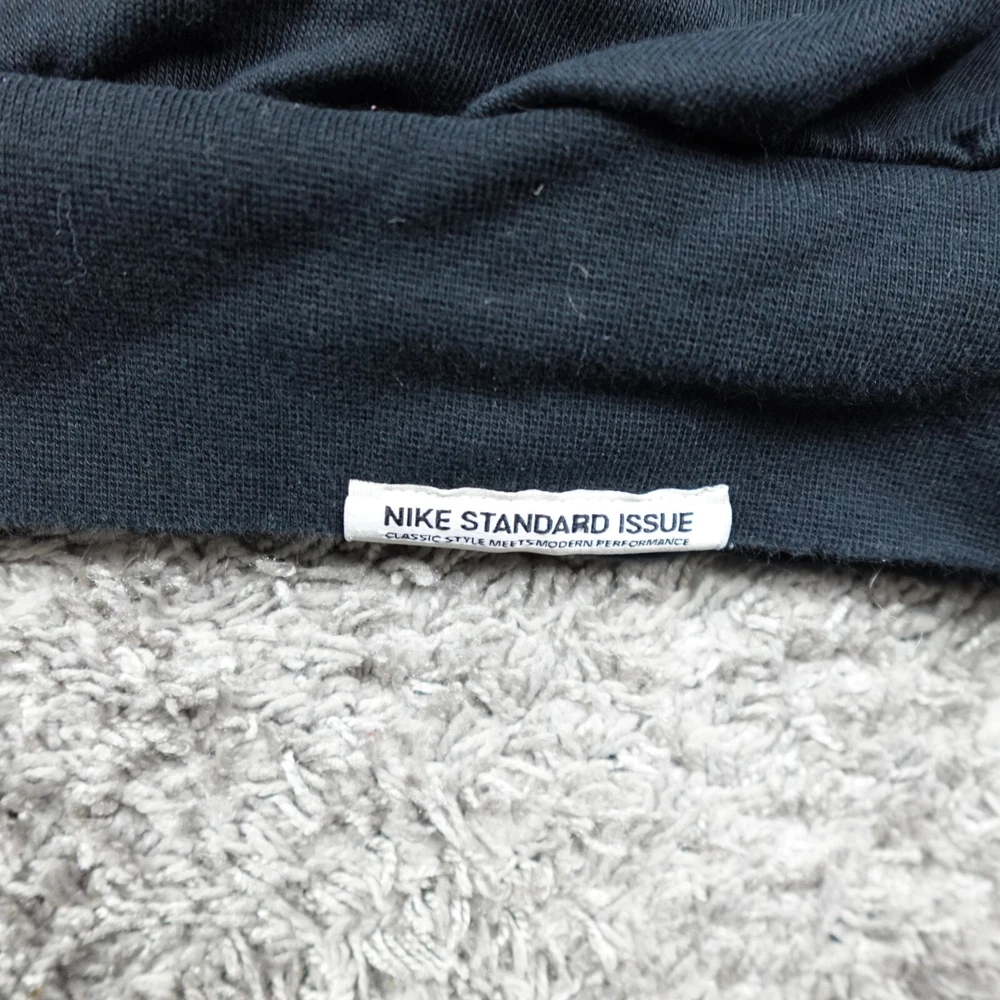 NIKE STANDARD ISSUE
CLASSIC STYLE MEETS MODERN PERFORMANCE